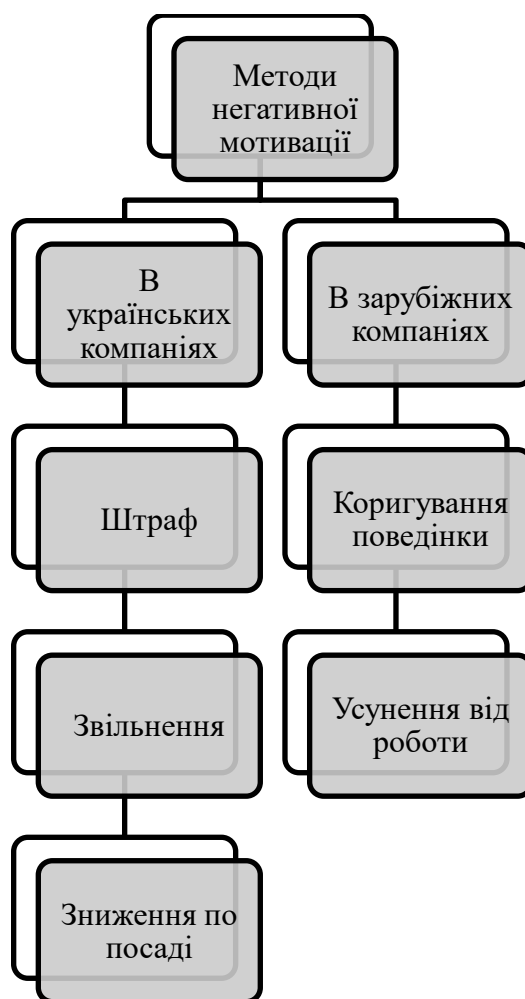 Методи
негативної
мотивації
В
українських
компаніях
В зарубіжних
компаніях
Штраф
Коригування
поведінки
Звільнення
Усунення від
роботи
Зниження по
посаді